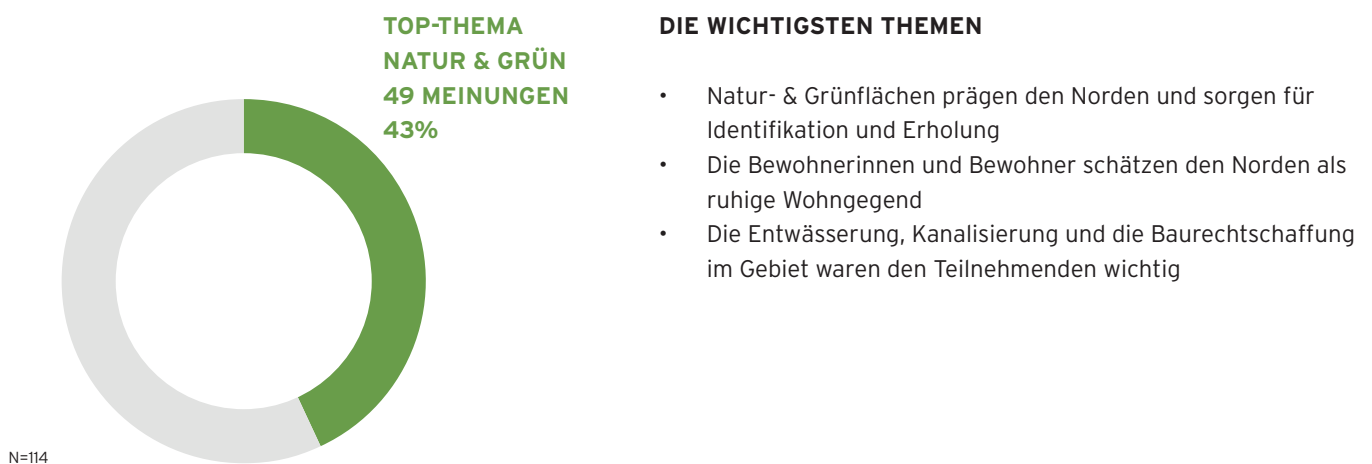 TOP-THEMA
NATUR & GRÜN
49 MEINUNGEN
43%
N=114
DIE WICHTIGSTEN THEMEN
• Natur- & Grünflächen prägen den Norden und sorgen für
Identifikation und Erholung
• Die Bewohnerinnen und Bewohner schätzen den Norden als
ruhige Wohngegend
• Die Entwässerung, Kanalisierung und die Baurechtschaffung
im Gebiet waren den Teilnehmenden wichtig